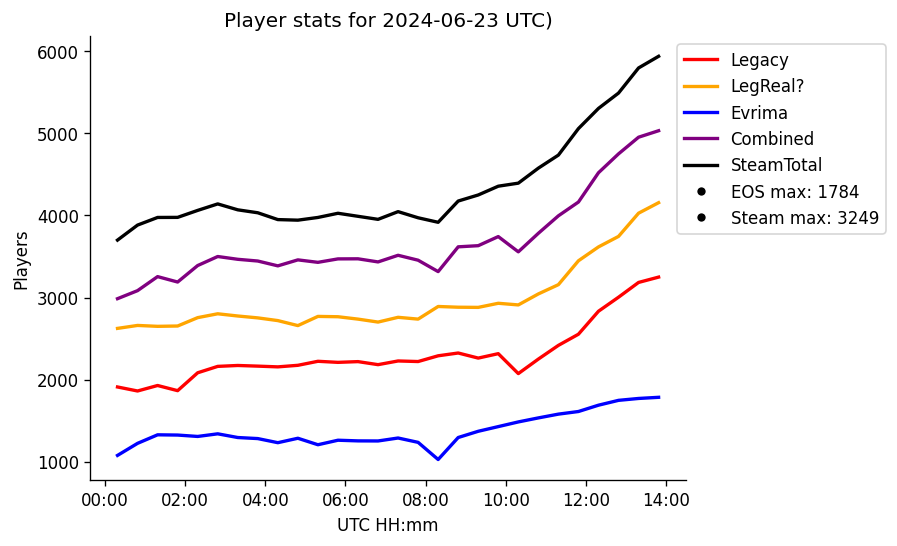 Player stats for 2024-06-23 UTC)
6000
5000
4000
3000
2000
1000
Players
00:00 02:00 04:00 06:00 08:00 10:00 12:00 14:00
UTC HH:mm
Legacy
LegReal?
Evrima
Combined
SteamTotal
EOS max: 1784
Steam max: 3249